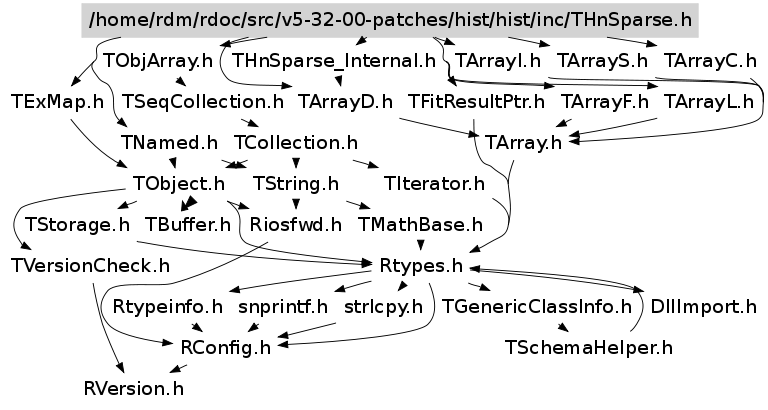 /home/rdm/rdoc/src/v5-32-00-patches/hist/hist/inc/THnSparse.h
TObjArray.h THnSparse_Internal.h TArrayI.h TArrayS.h TArrayC.h
TExMap.h TSeqCollection.h TArrayD.h TFitResultPtr.h TArrayF.h TArrayL.h
TNamed.h TCollection.h TArray.h
TObject.h TString.h TIterator.h
TStorage.h TBuffer.h Riosfwd.h TMathBase.h
TVersionCheck.h Rtypes.h
Rtypeinfo.h snprintf.h strlcpy.h TGenericClassInfo.h DllImport.h
RConfig.h TSchemaHelper.h
RVersion.h